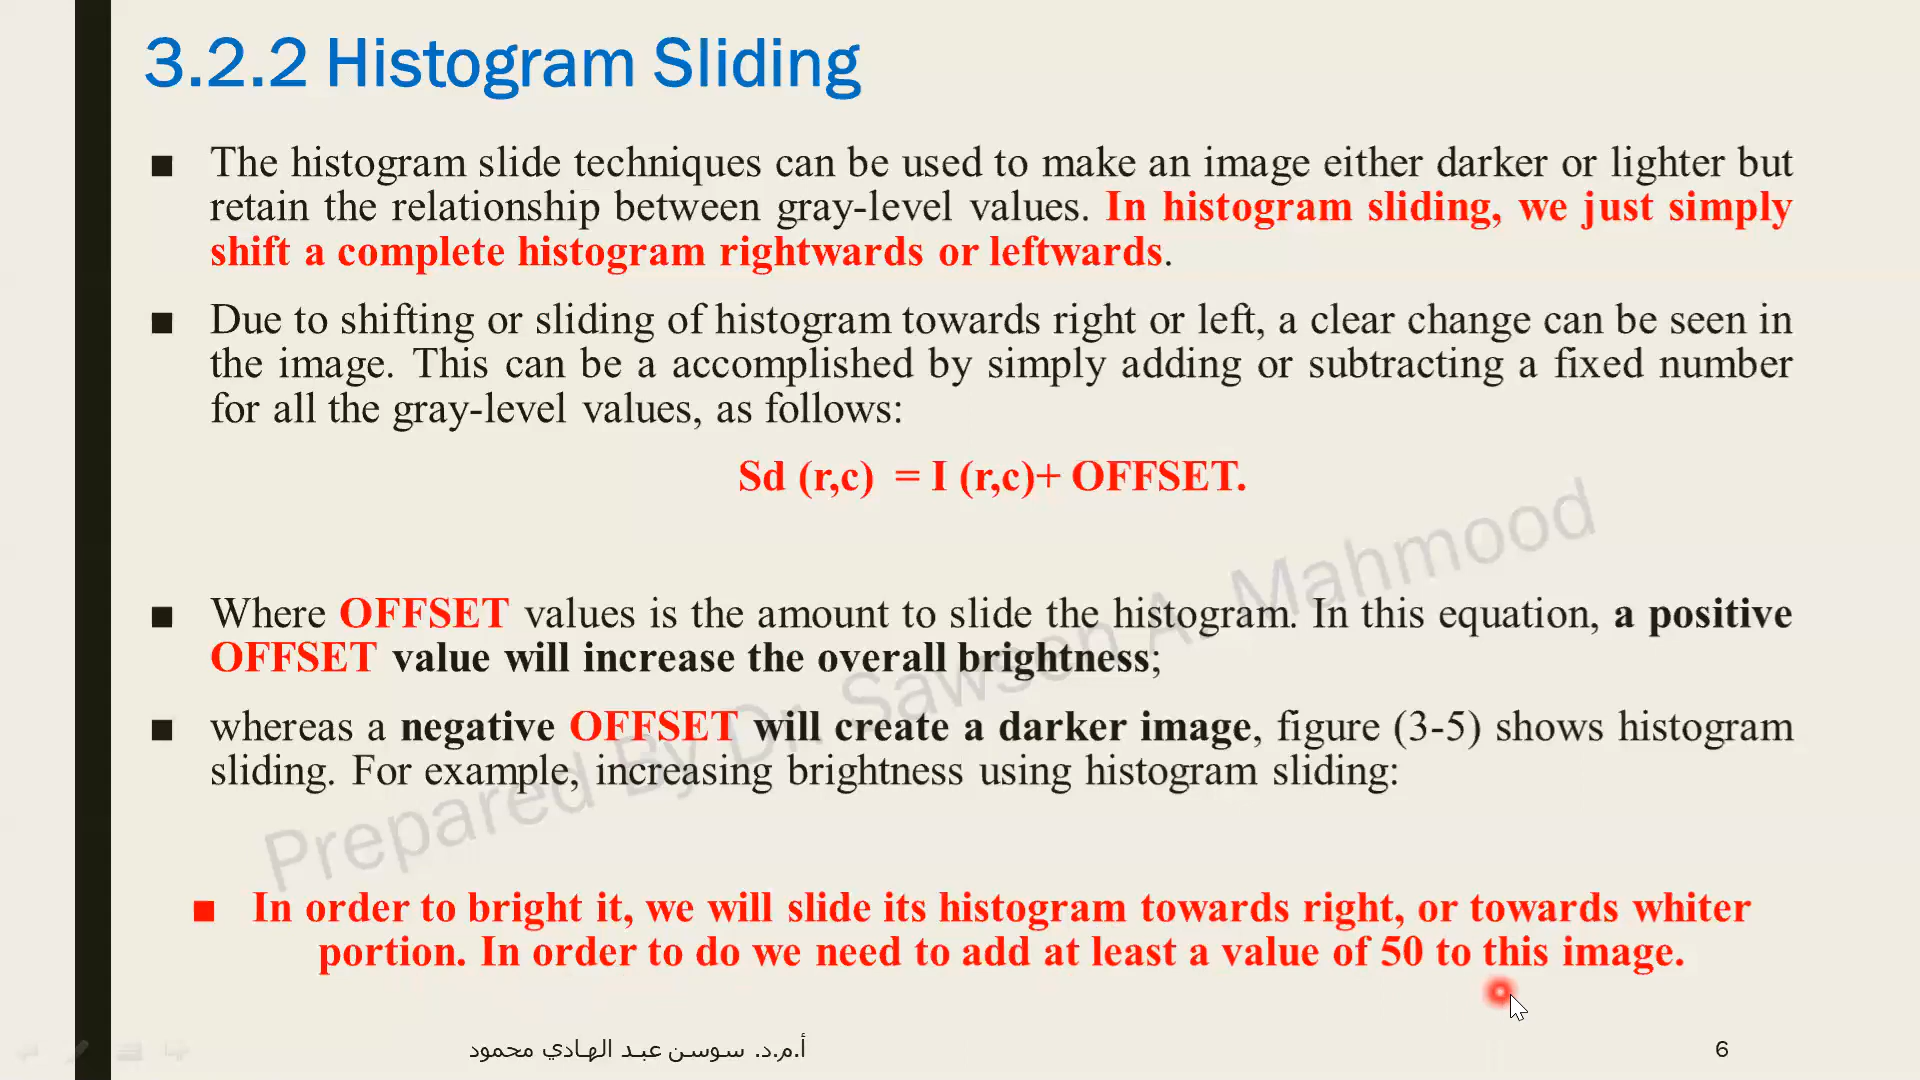 3.2.2 Histogram Sliding
■ The histogram slide techniques can be used to make an image either darker or lighter but
retain the relationship between gray-level values. In histogram sliding, we just simply
shift a complete histogram rightwards or leftwards.
■ Due to shifting or sliding of histogram towards right or left, a clear change can be seen in
the image. This can be a accomplished by simply adding or subtracting a fixed number
for all the gray-level values, as follows:
Sd (r,c) = I (r,c)+ OFFSET.
■ Where OFFSET values is the amount to slide the histogram. In this equation, a positive
OFFSET value will increase the overall brightness;
■ whereas a negative OFFSET will create a darker image, figure (3-5) shows histogram
sliding. For example, increasing brightness using histogram sliding:
■ In order to bright it, we will slide its histogram towards right, or towards whiter
portion. In order to do we need to add at least a value of 50 to this image.
Prepared By Dr. Sawsen A. Mahmood
أ.م.د. سوسن عبد الهادي محمود
6